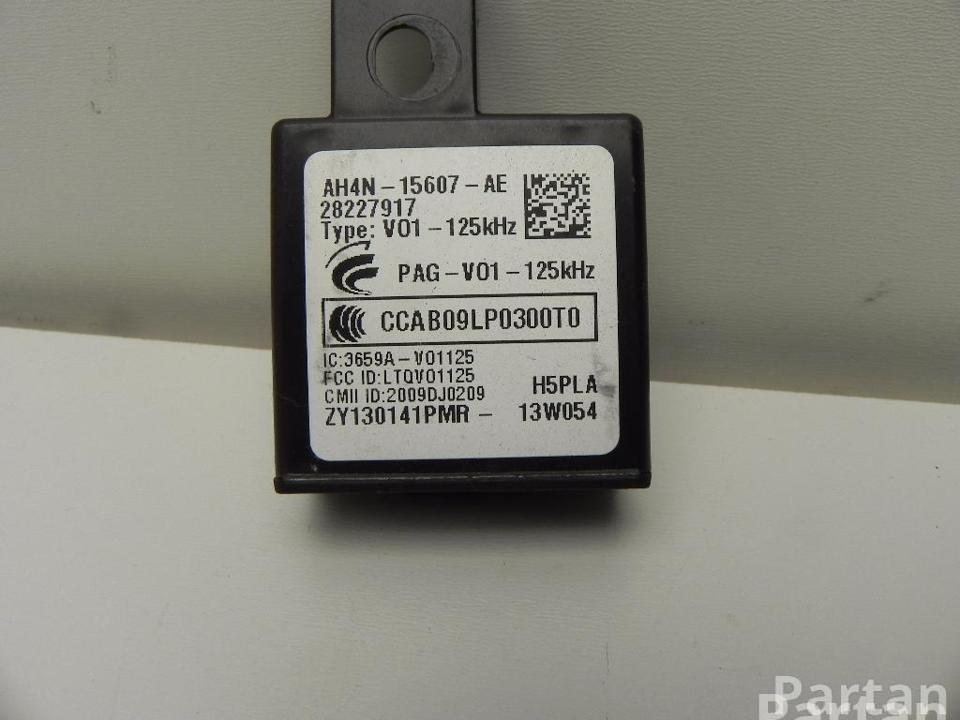 AH4N-15607-AE
28227917
Type: V01-125kHz
PAG-V01-125kHz
CCAB09LP0300T0
IC:3659A-V01125
FCC ID:LTQV01125
CMII ID:2009DJ0209
H5PLA
ZY130141PMR- 13W054
Partan
Partan